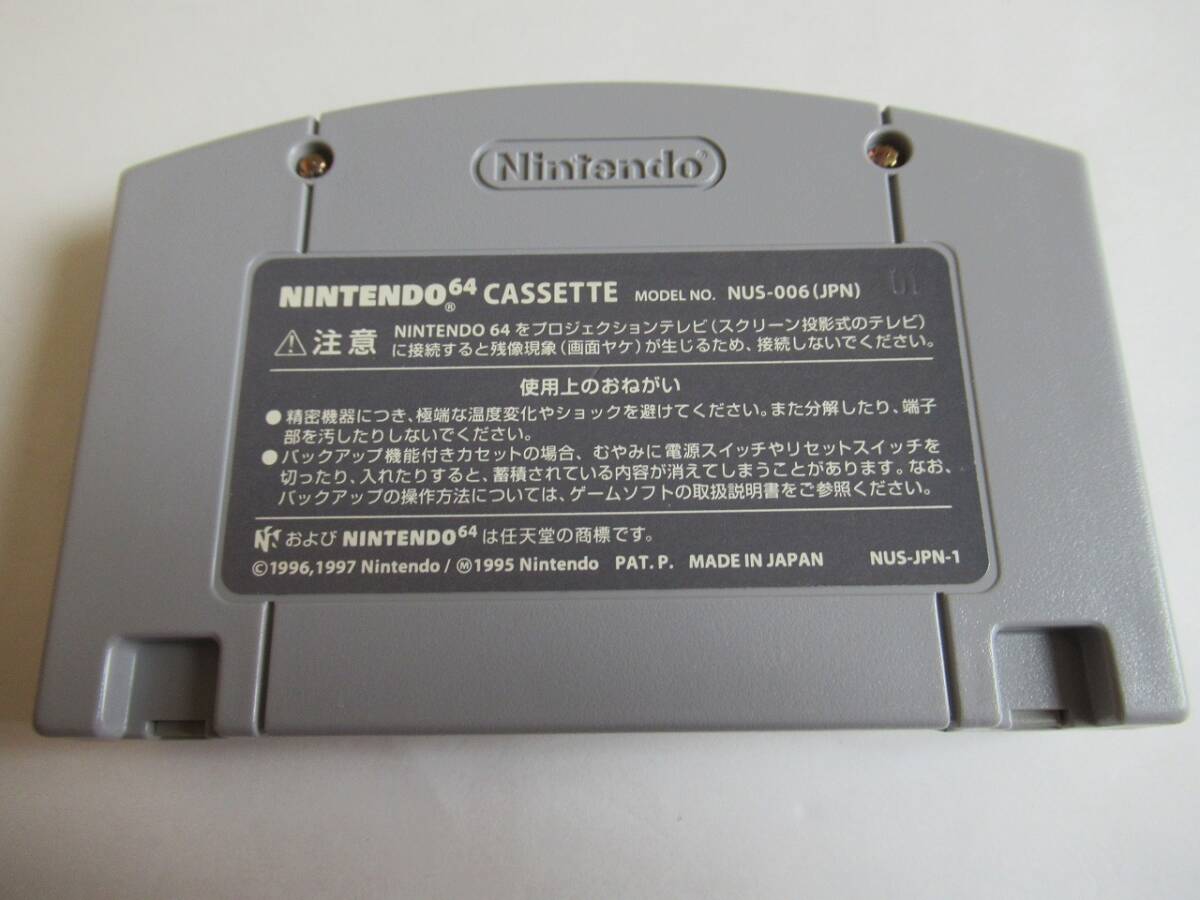 Nintendo®
NINTENDO64® CASSETTE MODEL NO. NUS-006(JPN)
⚠注意 NINTENDO 64をプロジェクションテレビ(スクリーン投影式のテレビ)
に接続すると残像現象(画面ヤケ)が生じるため、接続しないでください。
使用上のおねがい
●精密機器につき、極端な温度変化やショックを避けてください。また分解したり、端子
部を汚したりしないでください。
●バックアップ機能付きカセットの場合、むやみに電源スイッチやリセットスイッチを
切ったり、入れたりすると、蓄積されている内容が消えてしまうことがあります。なお、
バックアップの操作方法については、ゲームソフトの取扱説明書をご参照ください。
および NINTENDO64 は任天堂の商標です。
©1996,1997 Nintendo/Ⓜ1995 Nintendo PAT.P. MADE IN JAPAN NUS-JPN-1